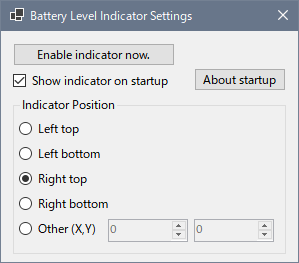 Battery Level Indicator Settings
Enable indicator now.
Show indicator on startup
About startup
Indicator Position
Left top
Left bottom
Right top
Right bottom
Other (X,Y) 0 0